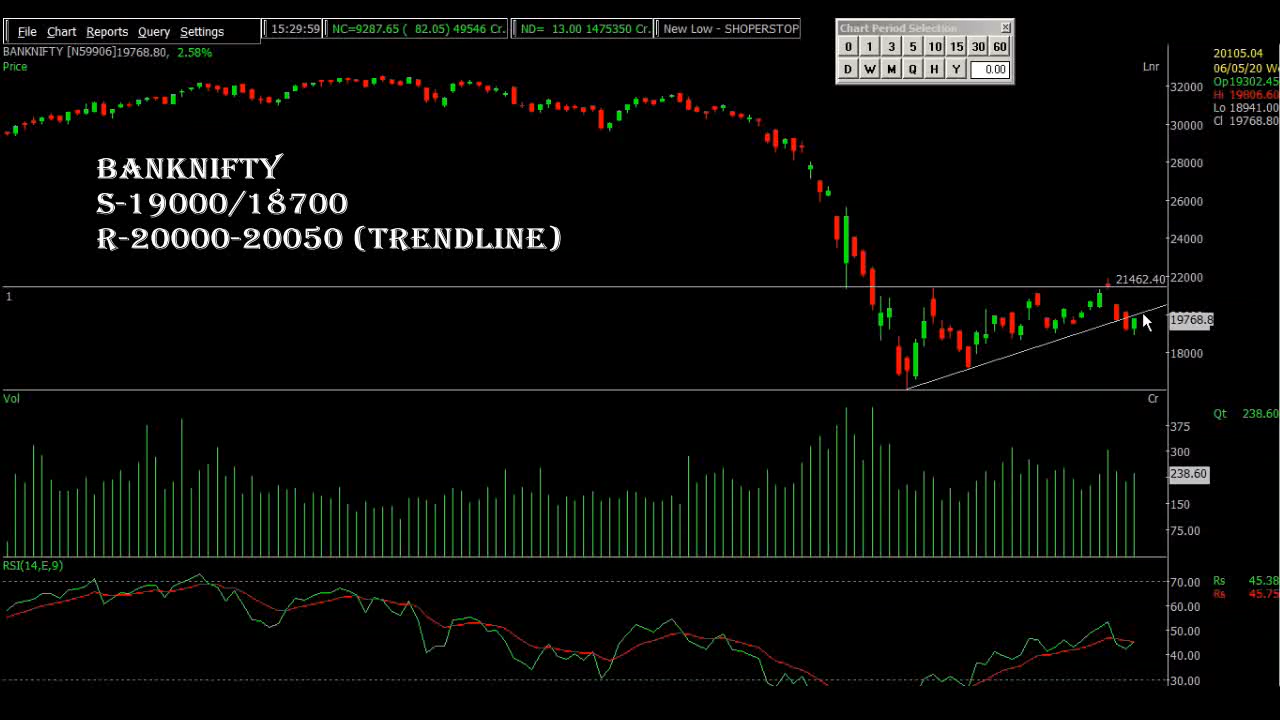 File Chart Reports Query Settings
15:29:59 NC=9287.65 ( 82.05) 49546 Cr. ND= 13.00 1475350 Cr. New Low - SHOPERSTOP
Chart Period Selection
0 1 3 5 10 15 30 60
D W M Q H Y 0.00
BANKNIFTY [N59906]19768.80, 2.58%
Price
Lnr
20105.04
06/05/20 We
Op19302.45
Hi 19806.60
Lo 18941.00
Cl 19768.80
BANKNIFTY
S-19000/18700
R-20000-20050 (TRENDLINE)
32000
30000
28000
26000
24000
22000
18000
21462.40
19768.8
1
Vol
Cr
Qt 238.60
375
300
238.60
150
75.00
RSI(14,E,9)
Rs 45.38
Rs 45.75
70.00
60.00
50.00
40.00
30.00